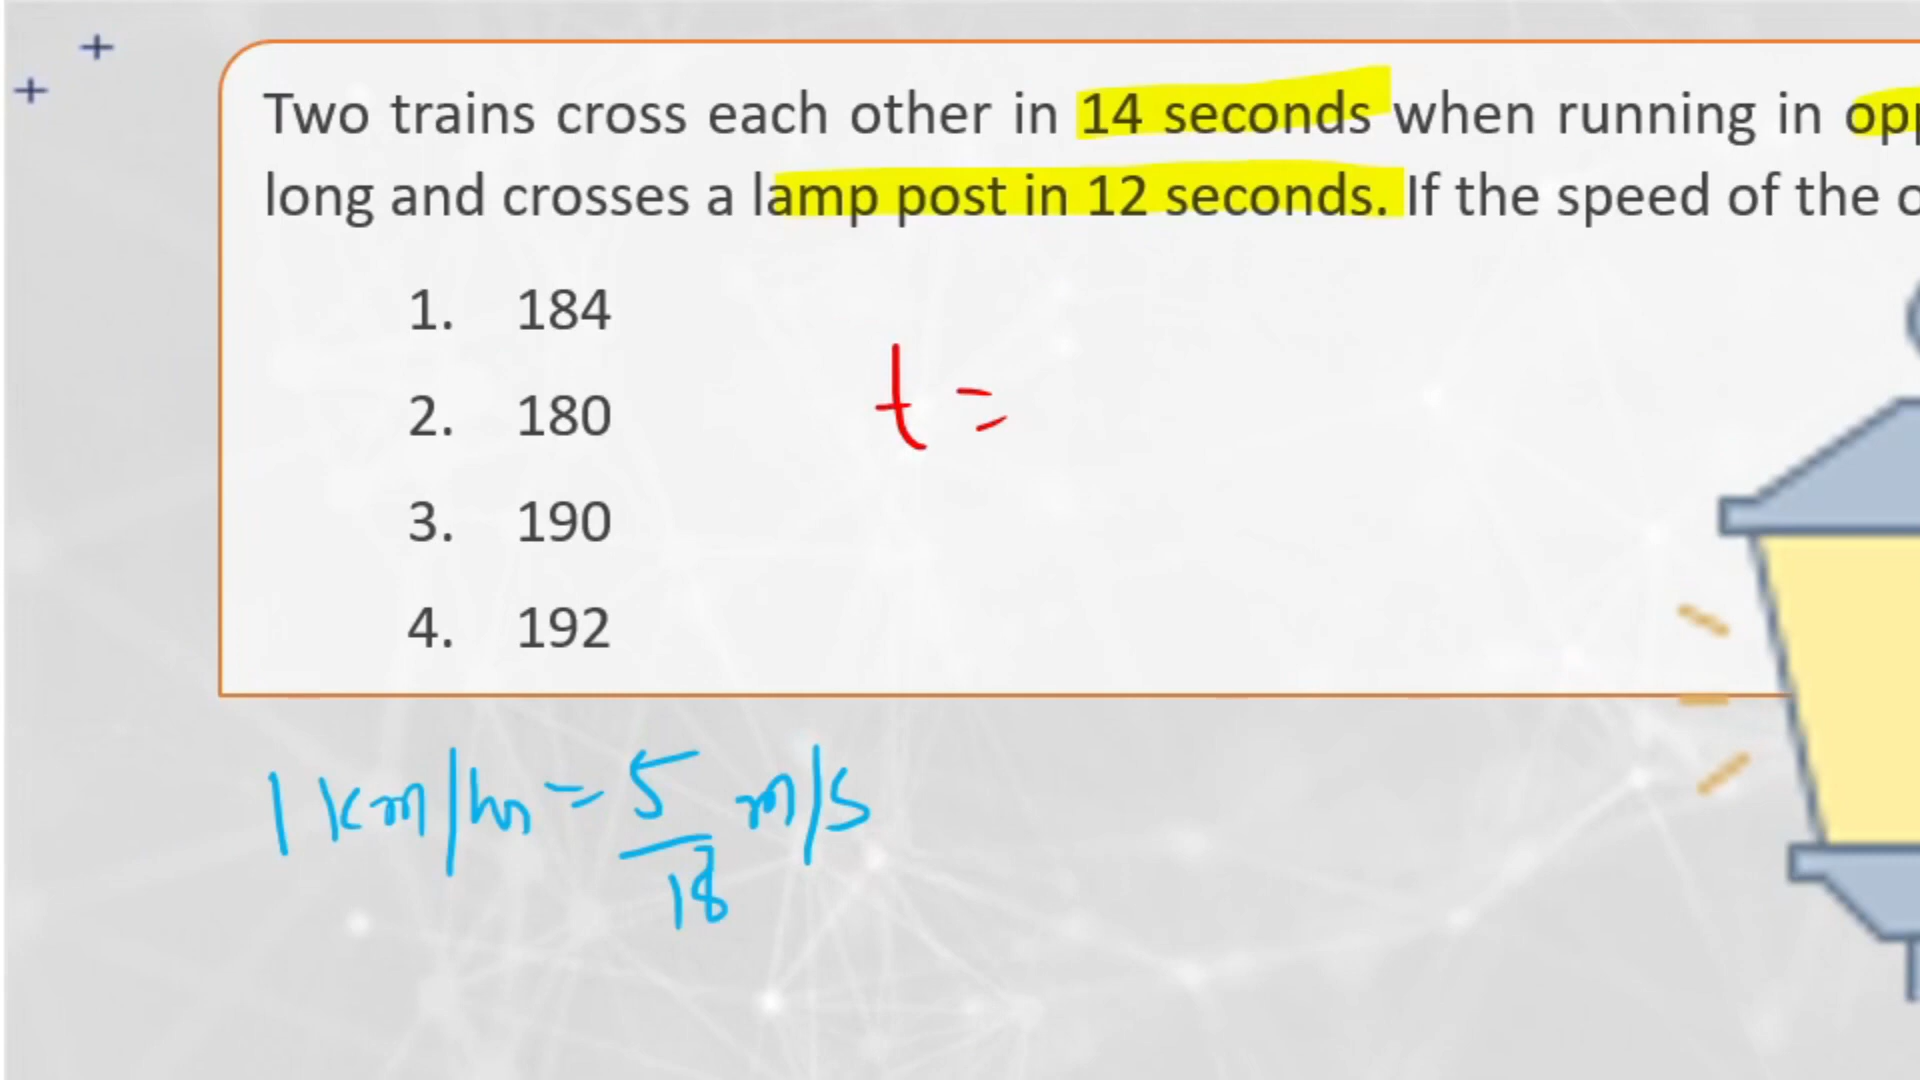 Two trains cross each other in 14 seconds when running in opp
long and crosses a lamp post in 12 seconds. If the speed of the
1. 184
2. 180
3. 190
4. 192
t =
1 km/hr = 5/18 m/s